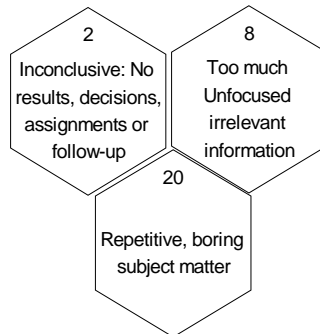 2
Inconclusive: No
results, decisions,
assignments or
follow-up
8
Too much
Unfocused
irrelevant
information
20
Repetitive, boring
subject matter